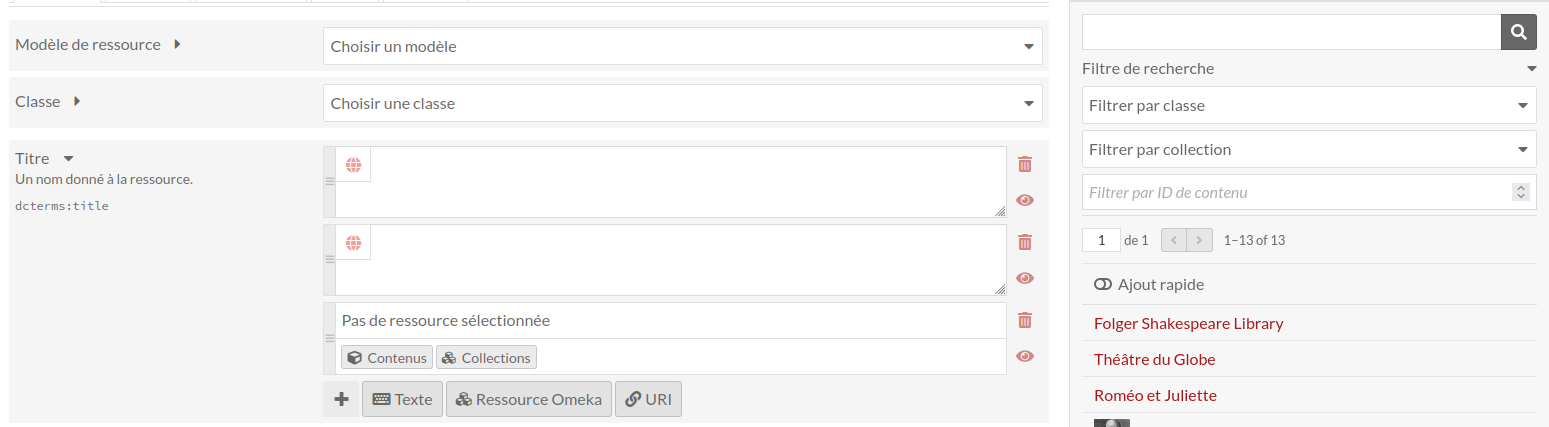 Modèle de ressource
Choisir un modèle
Classe
Choisir une classe
Titre
Un nom donné à la ressource.
dcterms:title
Pas de ressource sélectionnée
Contenus Collections
Texte Ressource Omeka URI
Filtre de recherche
Filtrer par classe
Filtrer par collection
Filtrer par ID de contenu
1 de 1 1–13 of 13
Ajout rapide
Folger Shakespeare Library
Théâtre du Globe
Roméo et Juliette